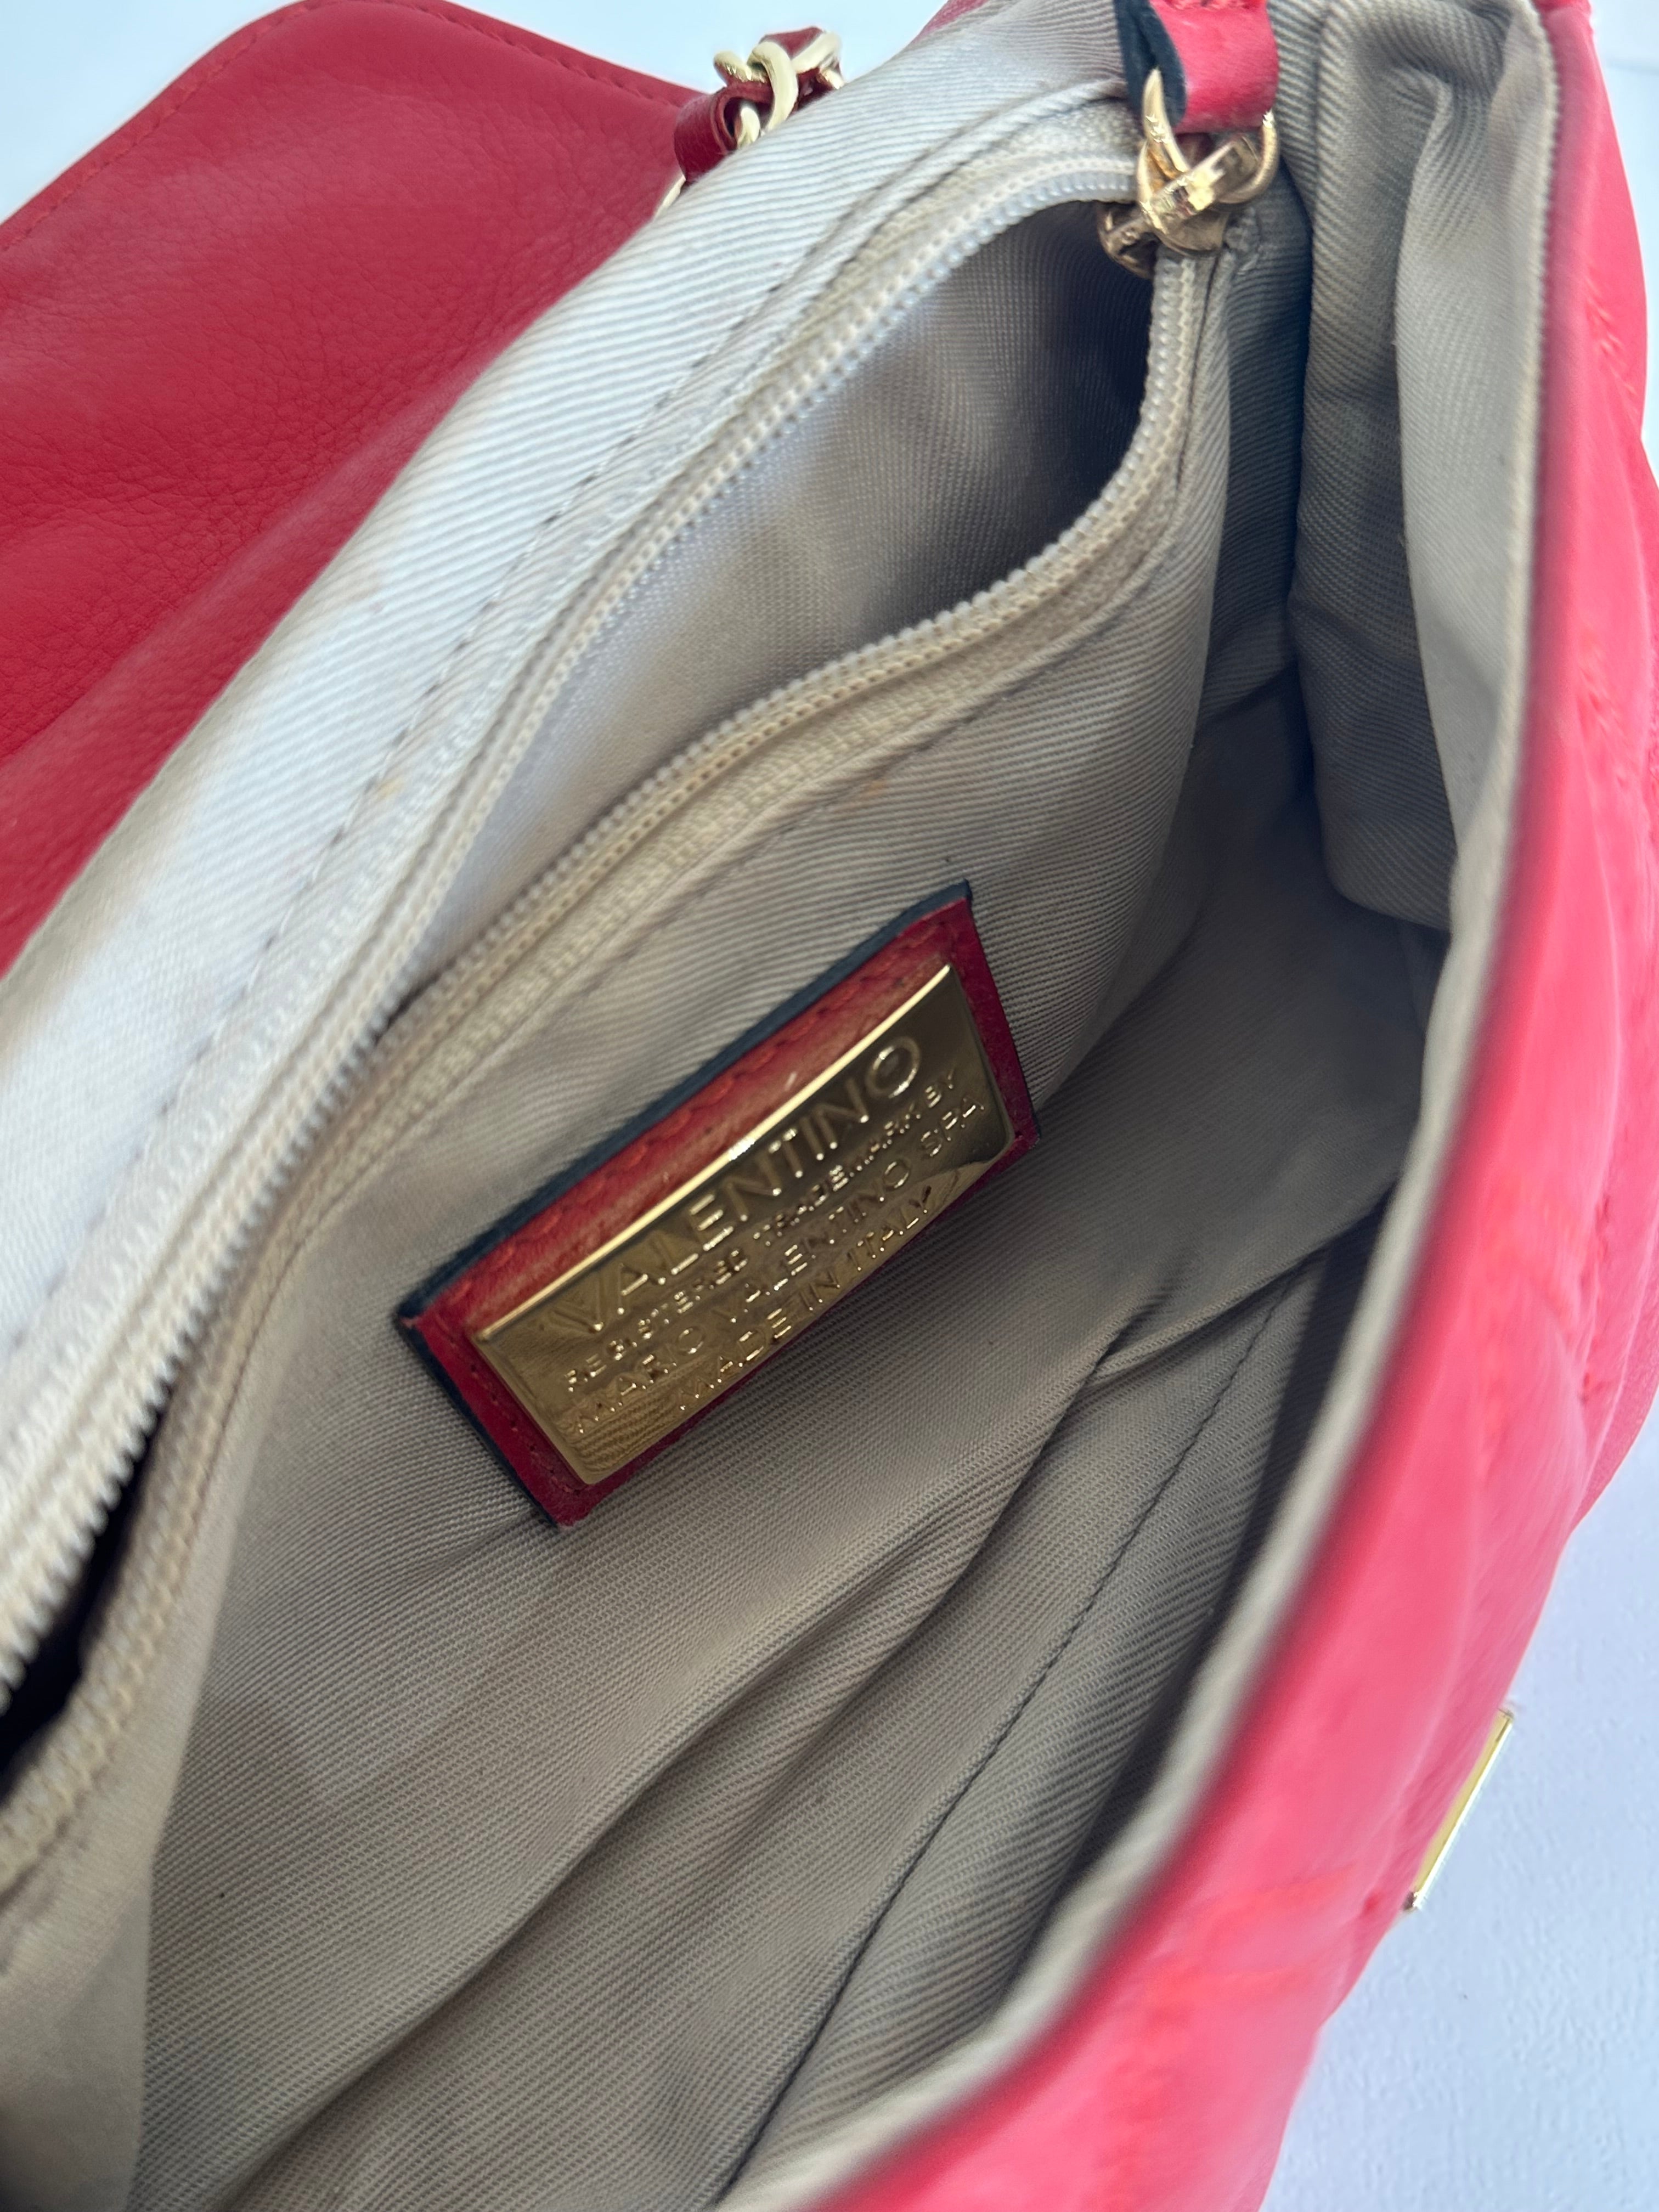 VALENTINO
REGISTERED TRADEMARK BY
MARIO VALENTINO SPA
MADE IN ITALY